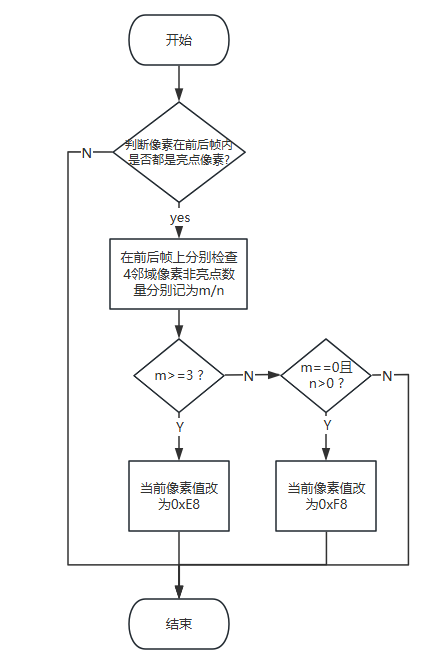 开始
判断像素在前后帧内
是否都是亮点像素?
N
yes
在前后帧上分别检查
4邻域像素非亮点数
量分别记为m/n
m>=3 ?
N
m==0且
n>0 ?
N
Y
Y
当前像素值改
为0xE8
当前像素值改
为0xF8
结束